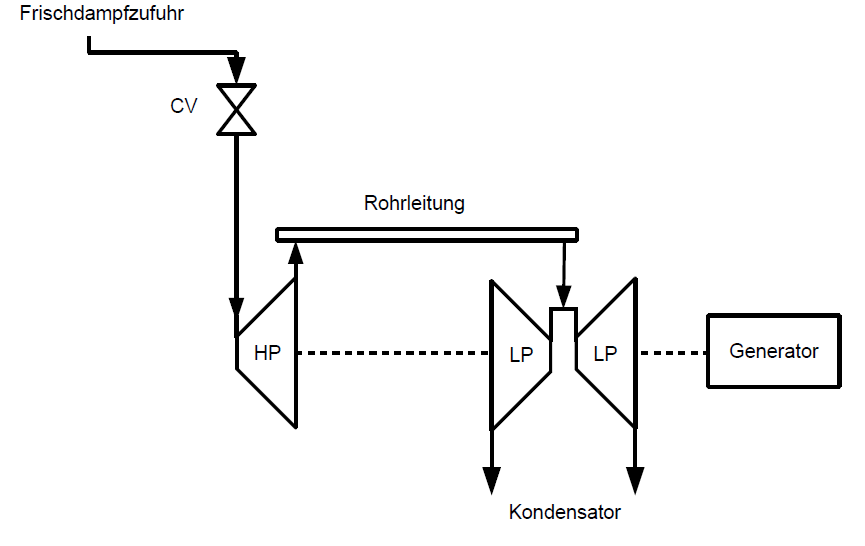 Frischdampfzufuhr
CV
Rohrleitung
HP
LP
LP
Generator
Kondensator